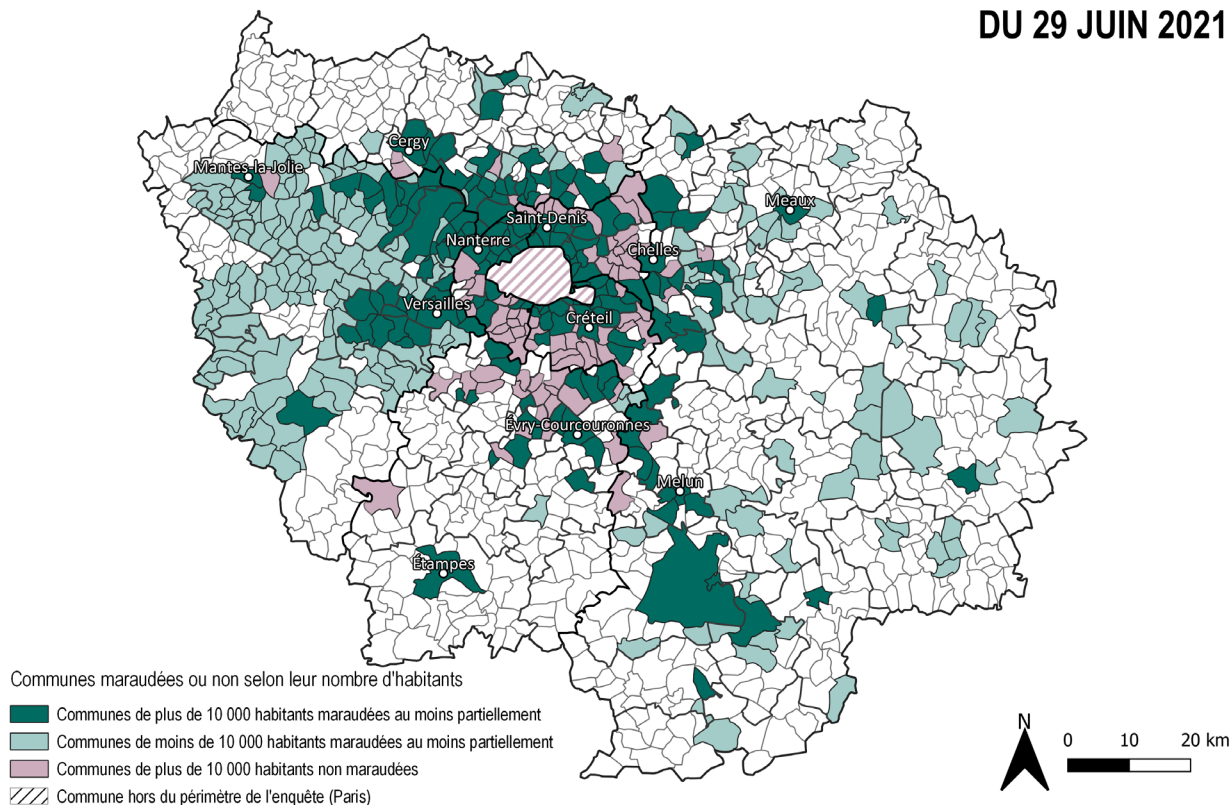 DU 29 JUIN 2021
Cergy
Mantes-la-Jolie
Meaux
Saint-Denis
Nanterre
Chelles
Versailles
Créteil
Évry-Courcouronnes
Melun
Étampes
Communes maraudées ou non selon leur nombre d'habitants
Communes de plus de 10 000 habitants maraudées au moins partiellement
Communes de moins de 10 000 habitants maraudées au moins partiellement
Communes de plus de 10 000 habitants non maraudées
Commune hors du périmètre de l'enquête (Paris)
N
0 10 20 km